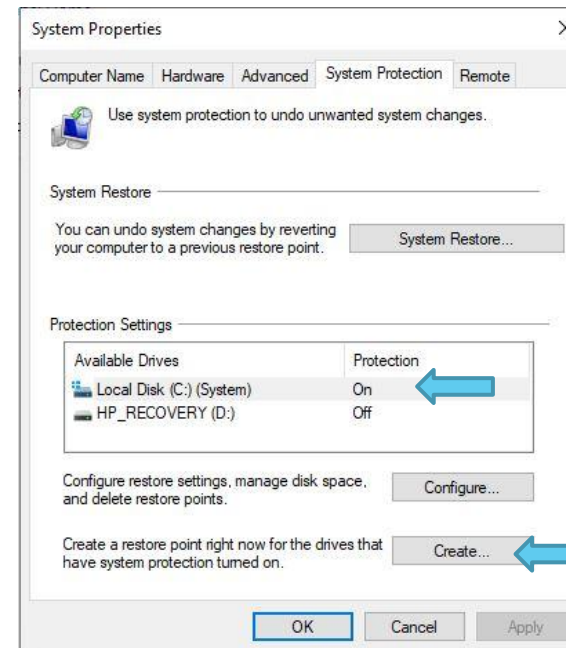 System Properties
Computer Name Hardware Advanced System Protection Remote
Use system protection to undo unwanted system changes.
System Restore
You can undo system changes by reverting
your computer to a previous restore point.
System Restore...
Protection Settings
Available Drives Protection
Local Disk (C:) (System) On
HP_RECOVERY (D:) Off
Configure restore settings, manage disk space,
and delete restore points.
Configure...
Create a restore point right now for the drives that
have system protection turned on.
Create...
OK Cancel Apply